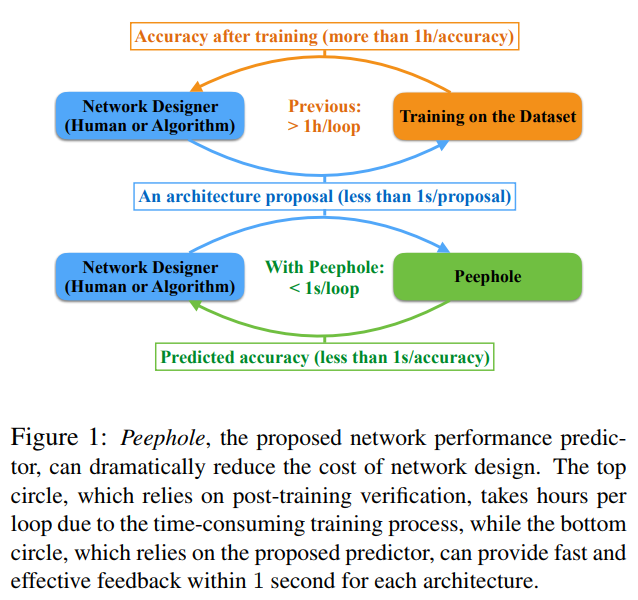 Accuracy after training (more than 1h/accuracy)
Network Designer
(Human or Algorithm)
Previous:
> 1h/loop
Training on the Dataset
An architecture proposal (less than 1s/proposal)
Network Designer
(Human or Algorithm)
With Peephole:
< 1s/loop
Peephole
Predicted accuracy (less than 1s/accuracy)
Figure 1: Peephole, the proposed network performance predic-
tor, can dramatically reduce the cost of network design. The top
circle, which relies on post-training verification, takes hours per
loop due to the time-consuming training process, while the bottom
circle, which relies on the proposed predictor, can provide fast and
effective feedback within 1 second for each architecture.